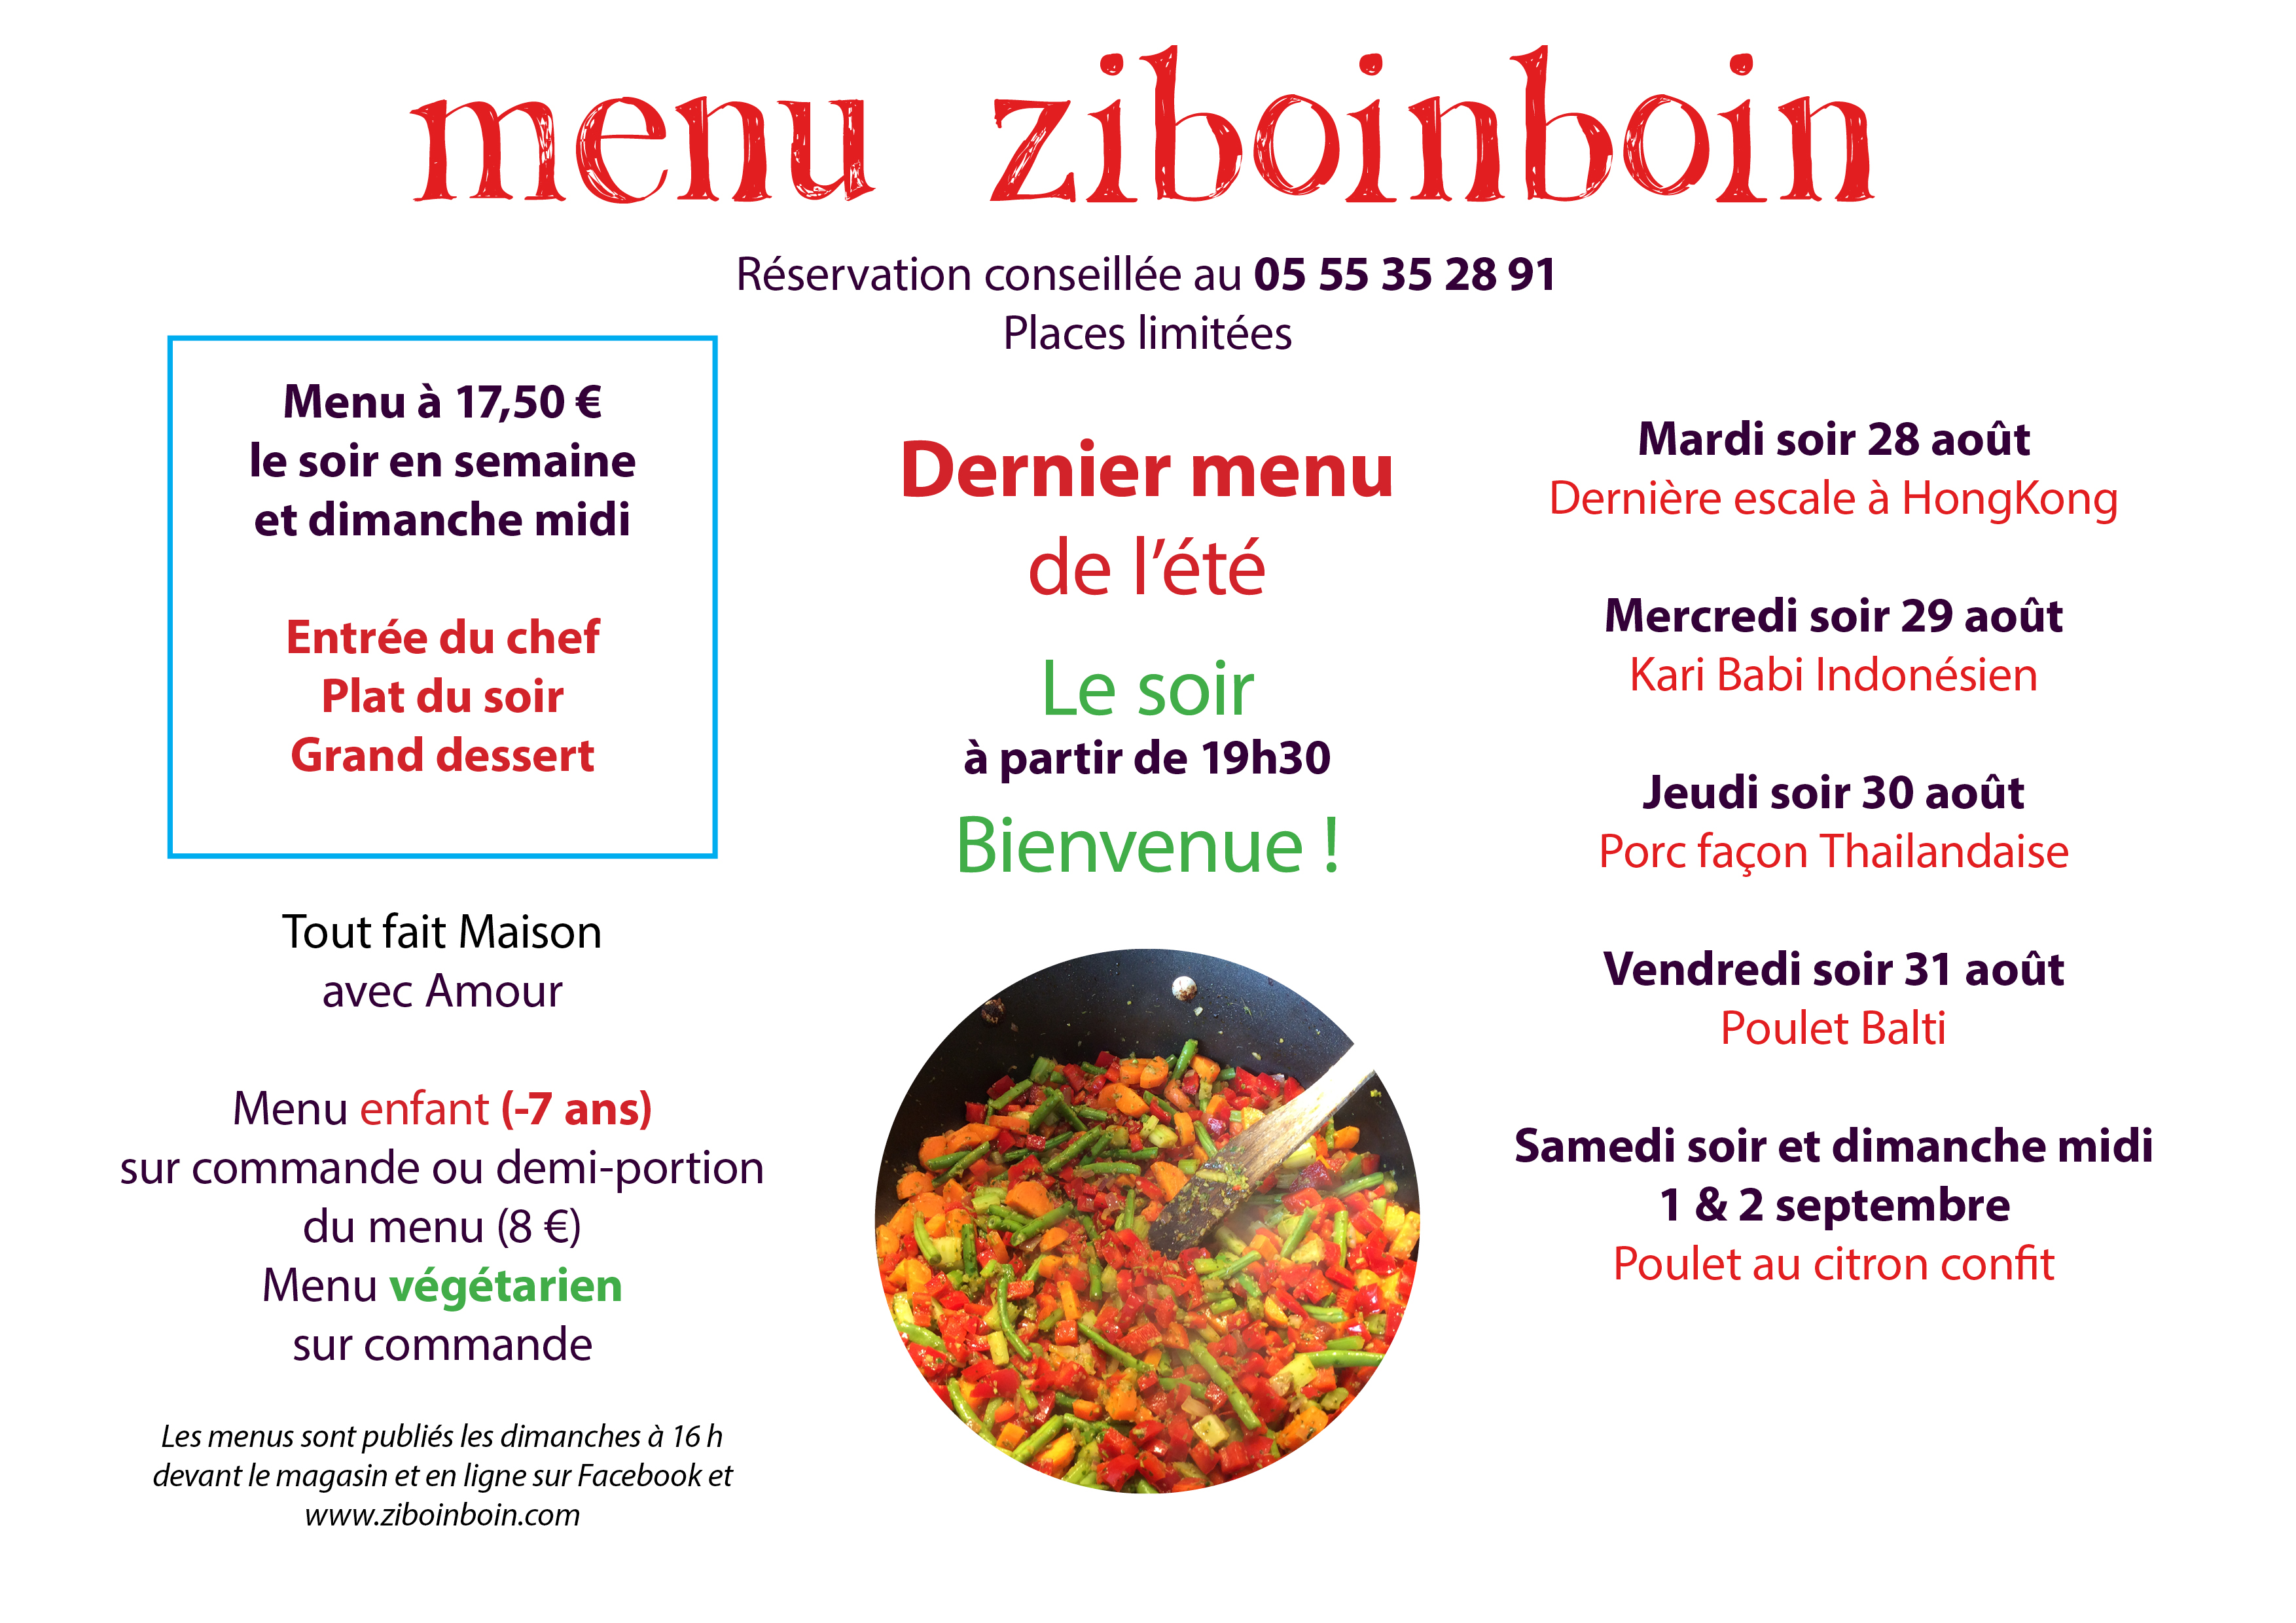 menu ziboinboin
Réservation conseillée au 05 55 35 28 91
Places limitées
Menu à 17,50 €
le soir en semaine
et dimanche midi
Entrée du chef
Plat du soir
Grand dessert
Tout fait Maison
avec Amour
Menu enfant (-7 ans)
sur commande ou demi-portion
du menu (8 €)
Menu végétarien
sur commande
Les menus sont publiés les dimanches à 16 h
devant le magasin et en ligne sur Facebook et
www.ziboinboin.com
Dernier menu
de l’été
Le soir
à partir de 19h30
Bienvenue !
Mardi soir 28 août
Dernière escale à HongKong
Mercredi soir 29 août
Kari Babi Indonésien
Jeudi soir 30 août
Porc façon Thailandaise
Vendredi soir 31 août
Poulet Balti
Samedi soir et dimanche midi
1 & 2 septembre
Poulet au citron confit